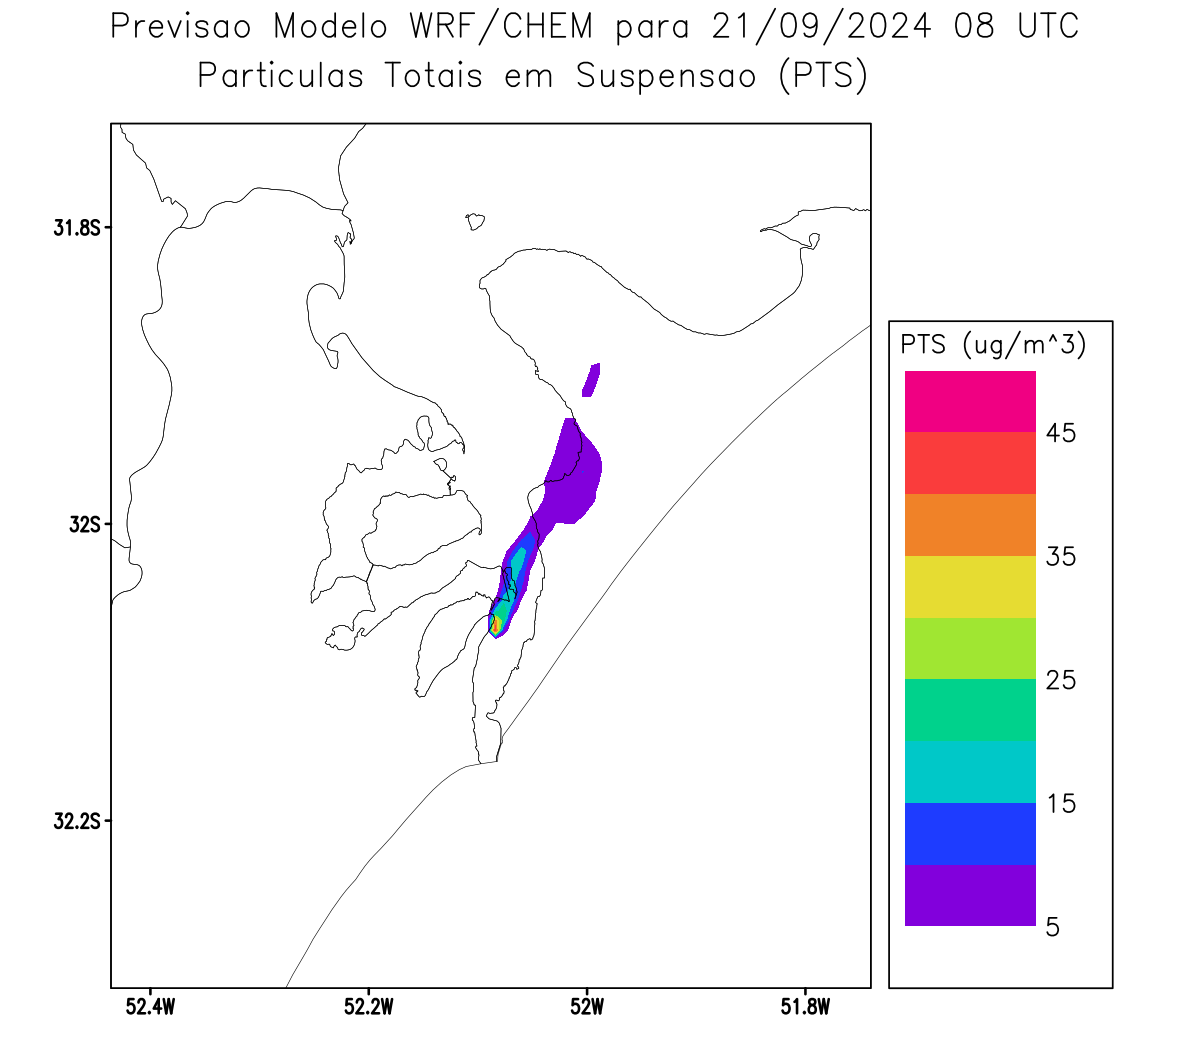 Previsao Modelo WRF/CHEM para 21/09/2024 08 UTC
Particulas Totais em Suspensao (PTS)
31.8S
32S
32.2S
52.4W
52.2W
52W
51.8W
PTS (ug/m^3)
45
35
25
15
5